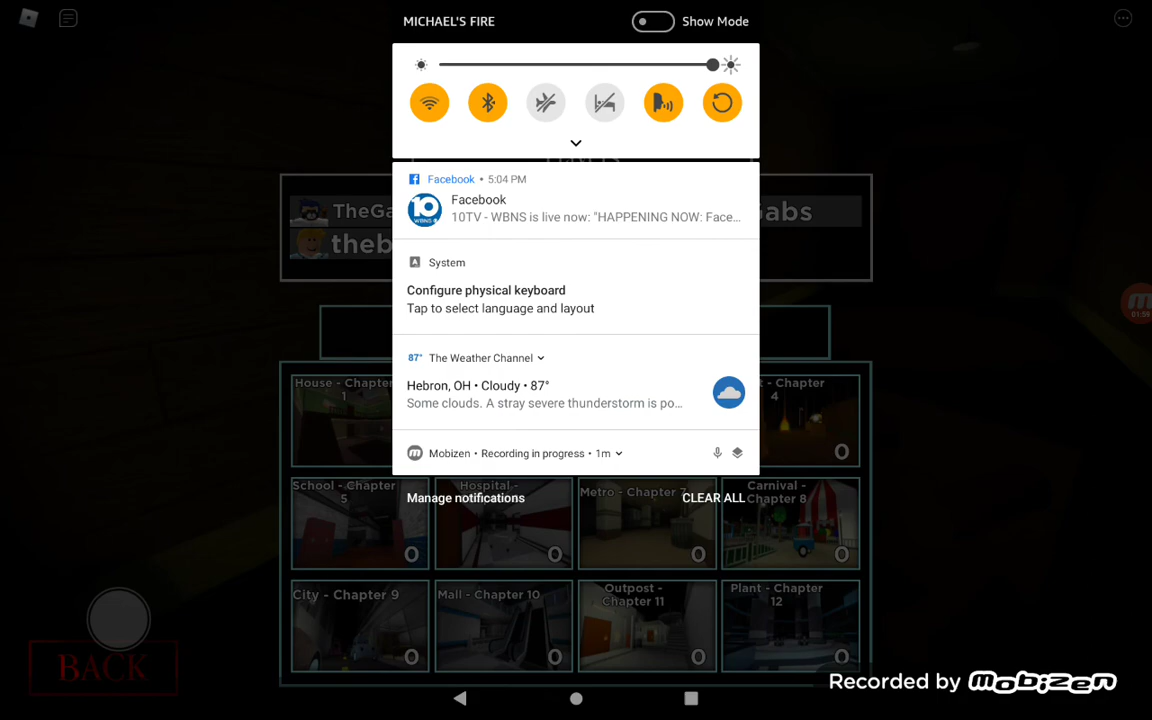 MICHAEL'S FIRE
Show Mode
Facebook • 5:04 PM
Facebook
10
WBNS
10TV - WBNS is live now: "HAPPENING NOW: Face...
TheGa
abs
theb
A System
Configure physical keyboard
Tap to select language and layout
01:59
87° The Weather Channel
Hebron, OH • Cloudy • 87°
Some clouds. A stray severe thunderstorm is po...
House - Chapter
1
Chapter
4
0
m Mobizen • Recording in progress • 1m
Manage notifications
CLEAR ALL
School - Chapter
5
0
Hospital -
0
Metro - Chapter 7
0
Carnival -
Chapter 8
0
City - Chapter 9
0
Mall - Chapter 10
0
Outpost -
Chapter 11
0
Plant - Chapter
12
0
BACK
Recorded by mobizen